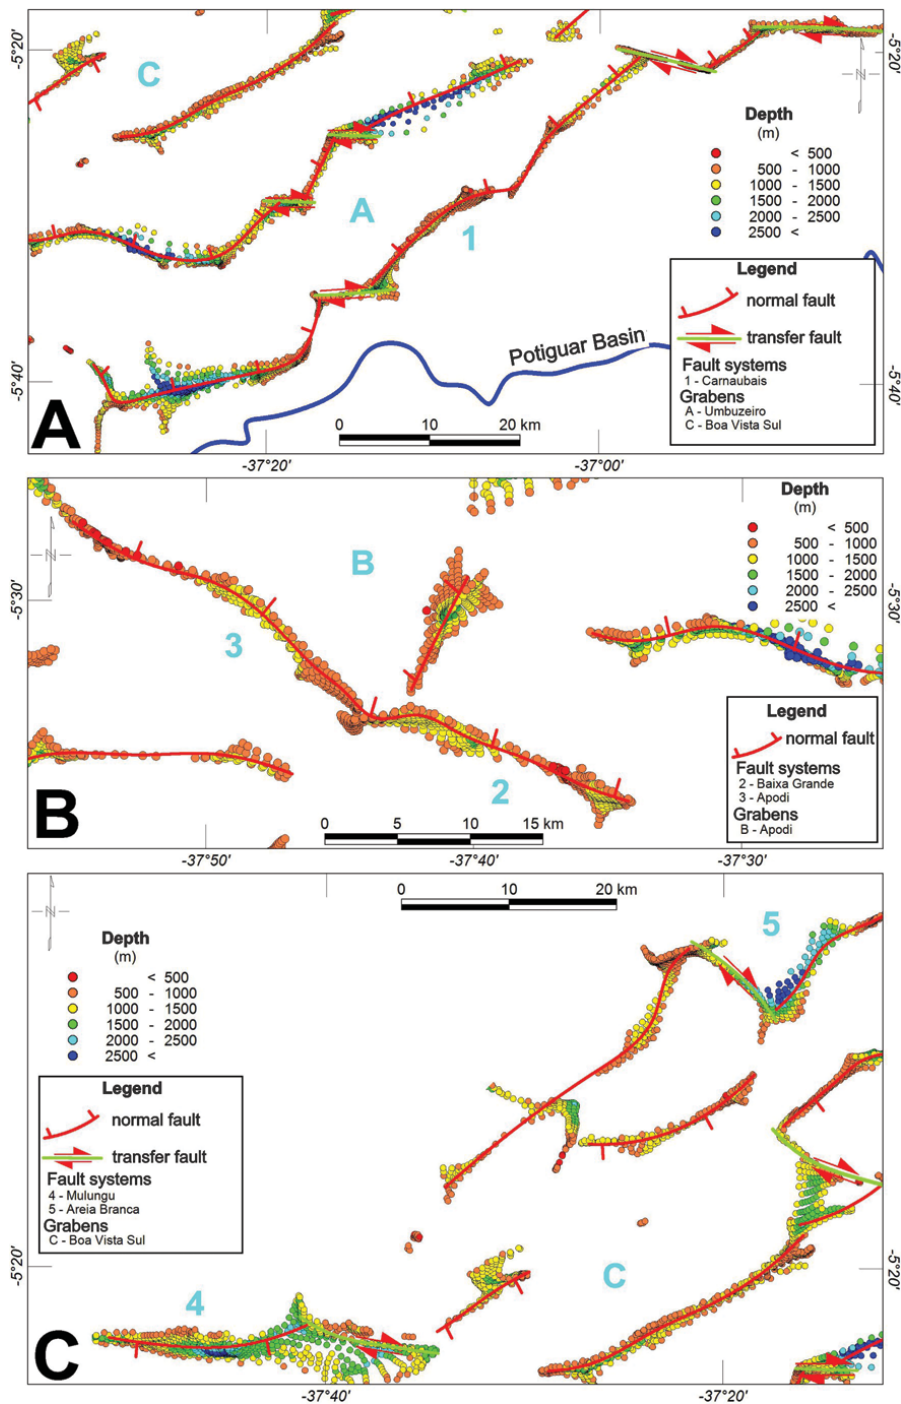 -5°20'
-5°20'
C
N
Depth
(m)
< 500
500 - 1000
1000 - 1500
1500 - 2000
2000 - 2500
2500 <
A
1
Legend
normal fault
transfer fault
Fault systems
1 - Carnaubais
Grabens
A - Umbuzeiro
C - Boa Vista Sul
Potiguar Basin
-5°40'
-5°40'
A
0 10 20 km
-37°20' -37°00'
Depth
(m)
< 500
500 - 1000
1000 - 1500
1500 - 2000
2000 - 2500
2500 <
N
B
-5°30'
-5°30'
3
Legend
normal fault
Fault systems
2 - Baixa Grande
3 - Apodi
Grabens
B - Apodi
2
B
0 5 10 15 km
-37°50' -37°40' -37°30'
0 10 20 km
N
5
Depth
(m)
< 500
500 - 1000
1000 - 1500
1500 - 2000
2000 - 2500
2500 <
Legend
normal fault
transfer fault
Fault systems
4 - Mulungu
5 - Areia Branca
Grabens
C - Boa Vista Sul
-5°20'
-5°20'
C
4
C
-37°40' -37°20'